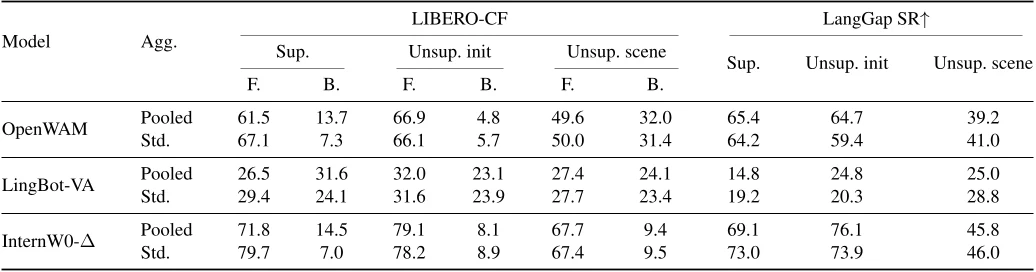 LIBERO-CF LangGap SR↑
Model Agg. Sup. Unsup. init Unsup. scene Sup. Unsup. init Unsup. scene
F. B. F. B. F. B.
OpenWAM Pooled 61.5 13.7 66.9 4.8 49.6 32.0 65.4 64.7 39.2
Std. 67.1 7.3 66.1 5.7 50.0 31.4 64.2 59.4 41.0
LingBot-VA Pooled 26.5 31.6 32.0 23.1 27.4 24.1 14.8 24.8 25.0
Std. 29.4 24.1 31.6 23.9 27.7 23.4 19.2 20.3 28.8
InternW0-Δ Pooled 71.8 14.5 79.1 8.1 67.7 9.4 69.1 76.1 45.8
Std. 79.7 7.0 78.2 8.9 67.4 9.5 73.0 73.9 46.0